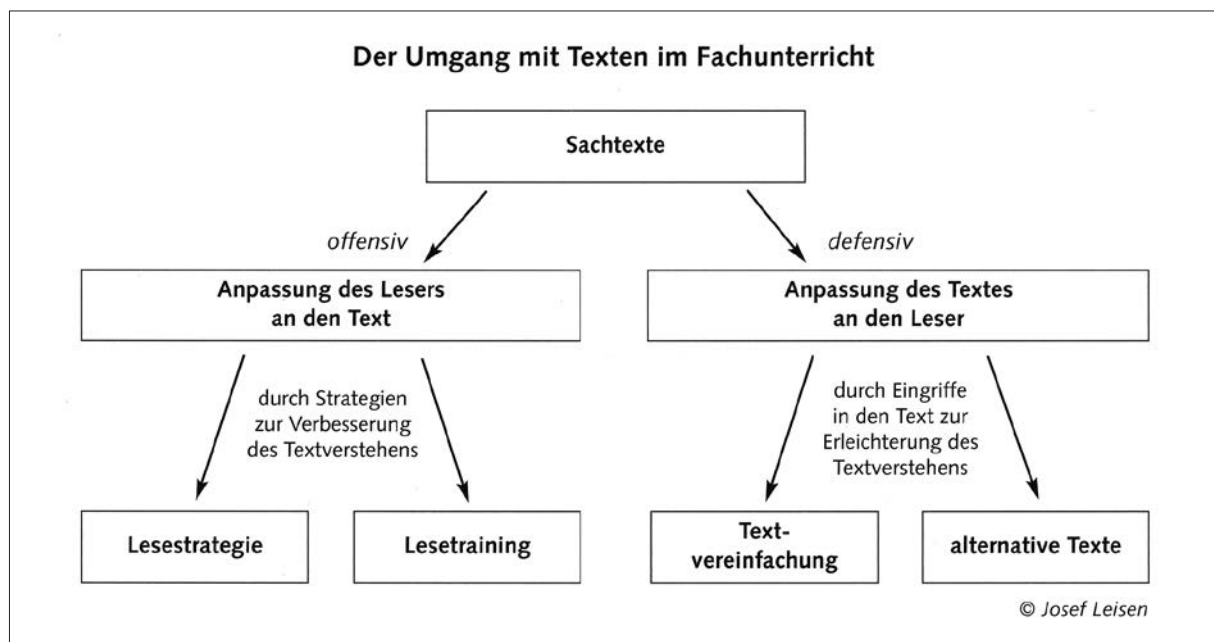 Der Umgang mit Texten im Fachunterricht
Sachtexte
offensiv
defensiv
Anpassung des Lesers
an den Text
Anpassung des Textes
an den Leser
durch Strategien
zur Verbesserung
des Textverstehens
durch Eingriffe
in den Text zur
Erleichterung des
Textverstehens
Lesestrategie
Lesetraining
Text-
vereinfachung
alternative Texte
© Josef Leisen